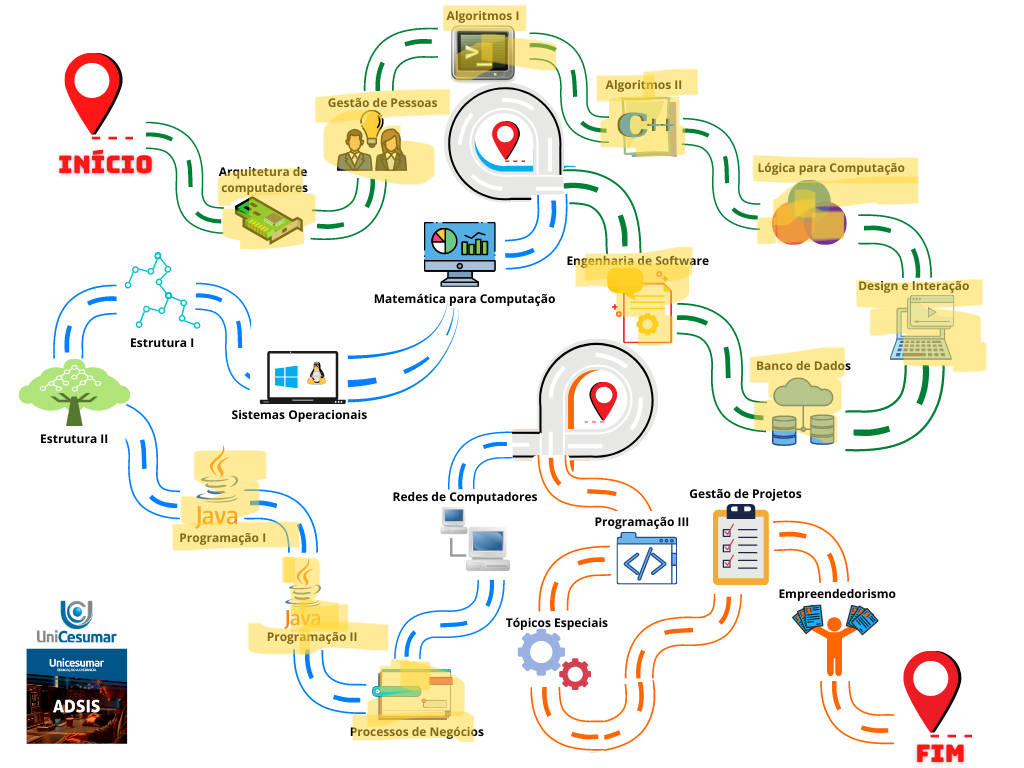 INÍCIO
Arquitetura de
computadores
Gestão de Pessoas
Algoritmos I
>_
Algoritmos II
C++
Lógica para Computação
Design e Interação
Banco de Dados
Engenharia de Software
Matemática para Computação
Sistemas Operacionais
Estrutura I
Estrutura II
Java
Programação I
Java
Programação II
Processos de Negócios
Redes de Computadores
Programação III
</>
Tópicos Especiais
Gestão de Projetos
Empreendedorismo
FIM
UniCesumar
Unicesumar
EDUCAÇÃO A DISTÂNCIA
ADSIS